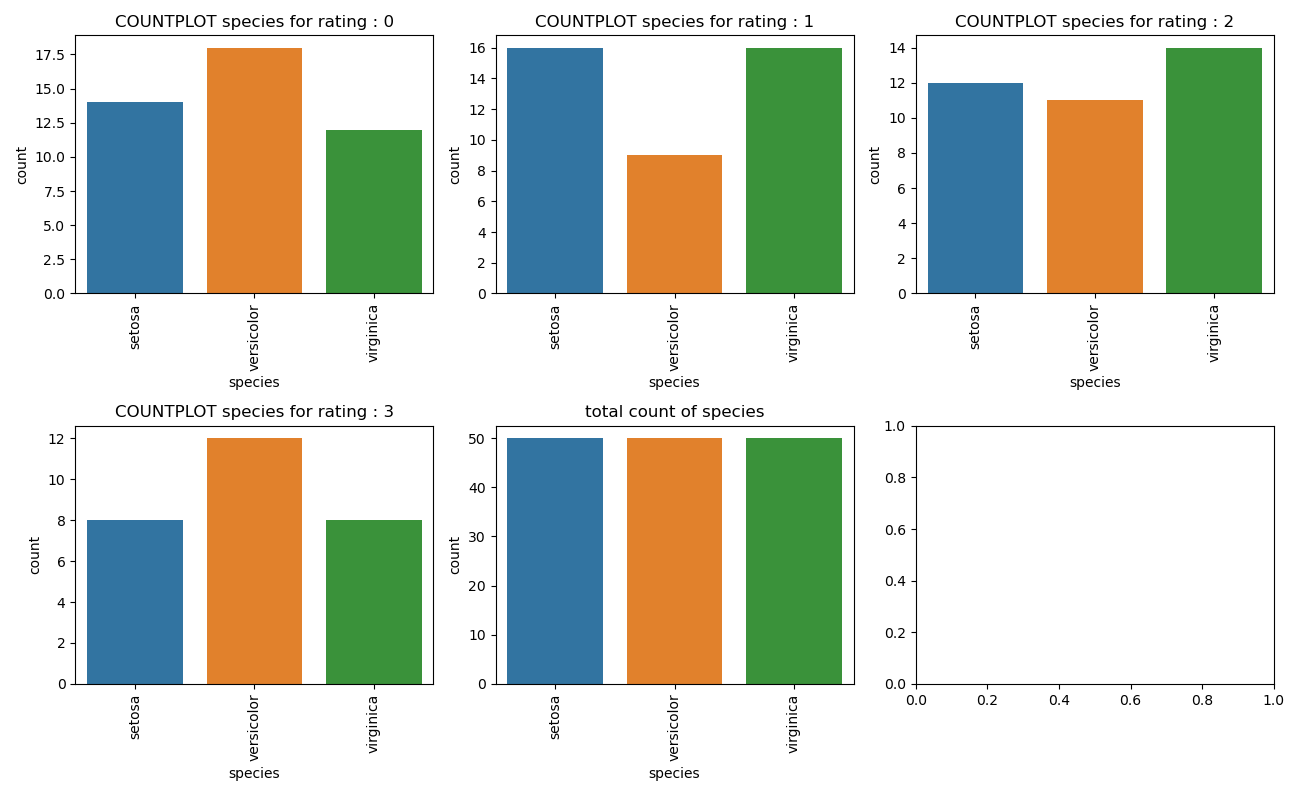 COUNTPLOT species for rating : 0
17.5
15.0
12.5
10.0
7.5
5.0
2.5
0.0
count
setosa
versicolor
virginica
species
COUNTPLOT species for rating : 1
16
14
12
10
8
6
4
2
0
count
setosa
versicolor
virginica
species
COUNTPLOT species for rating : 2
14
12
10
8
6
4
2
0
count
setosa
versicolor
virginica
species
COUNTPLOT species for rating : 3
12
10
8
6
4
2
0
count
setosa
versicolor
virginica
species
total count of species
50
40
30
20
10
0
count
setosa
versicolor
virginica
species
1.0
0.8
0.6
0.4
0.2
0.0
0.0 0.2 0.4 0.6 0.8 1.0